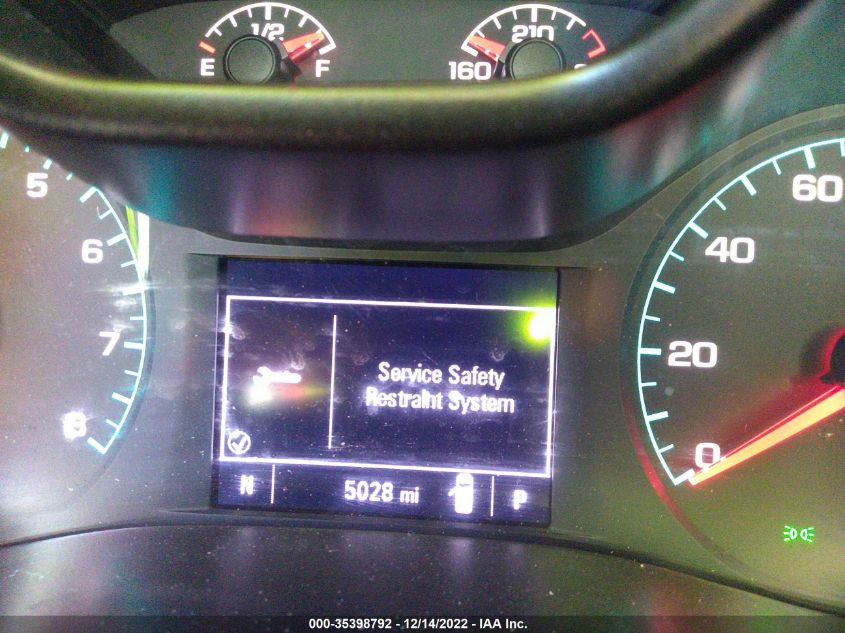 1/2
E F
210
160
5
6
7
8
60
40
20
0
Service Safety
Restraint System
N 5028 mi P
000-35398792 - 12/14/2022 - IAA Inc.